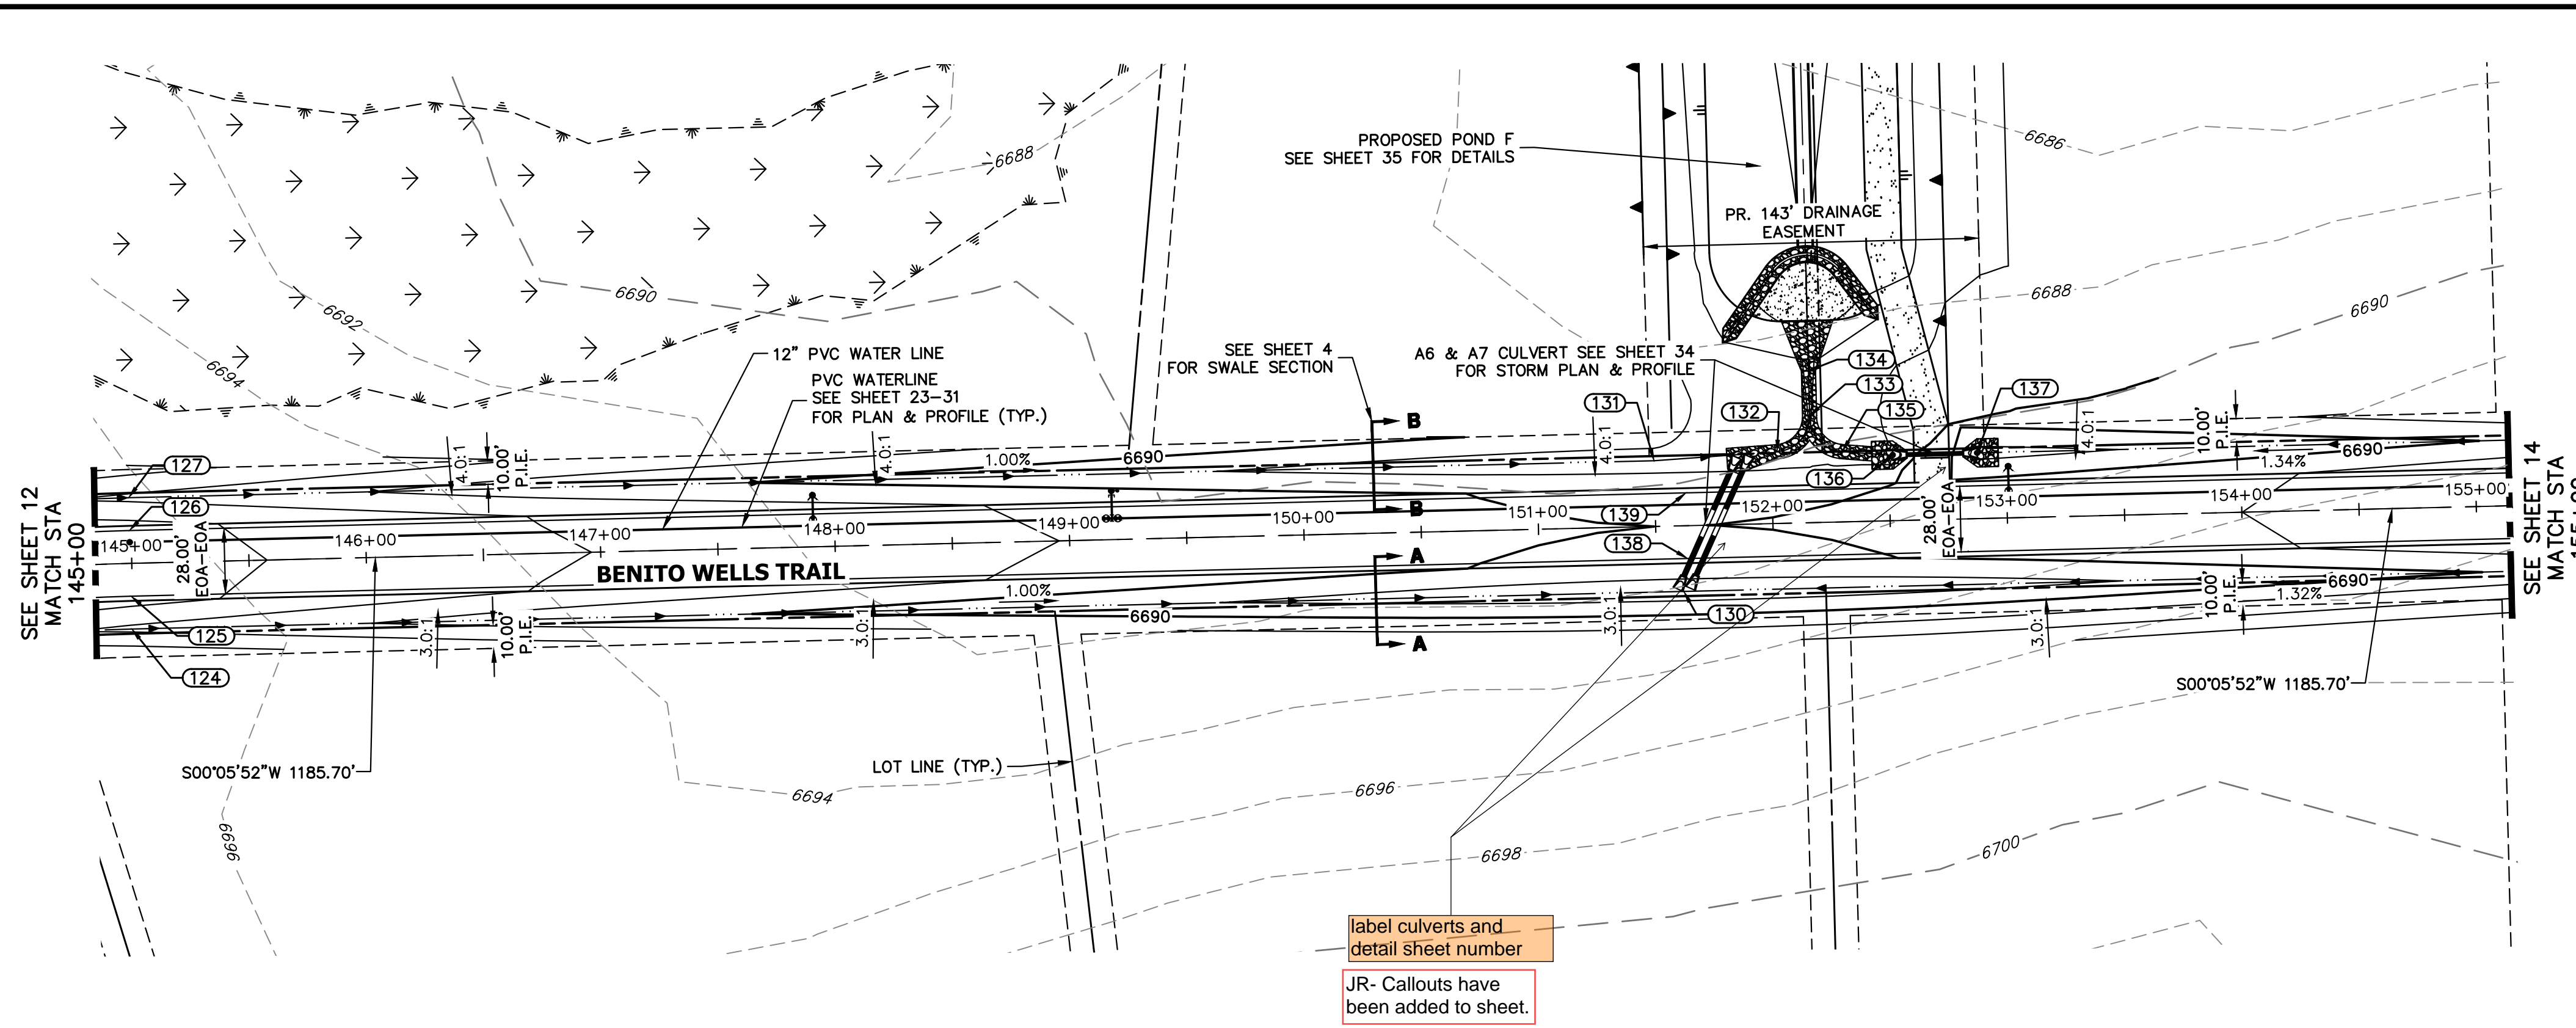 6686
6688
PROPOSED POND F
SEE SHEET 35 FOR DETAILS
PR. 143' DRAINAGE
EASEMENT
6690
6692
6688
6690
6694
12" PVC WATER LINE
PVC WATERLINE
SEE SHEET 23-31
FOR PLAN & PROFILE (TYP.)
SEE SHEET 4
FOR SWALE SECTION
A6 & A7 CULVERT SEE SHEET 34
FOR STORM PLAN & PROFILE
134
133
137
131
132
135
136
B
B
4.0:1
10.00'
P.I.E.
4.0:1
1.00%
6690
4.0:1
4.0:1
10.00'
P.I.E.
1.34%
6690
127
126
SEE SHEET 12
MATCH STA
145+00
SEE SHEET 14
MATCH STA
155+00
145+00
146+00
147+00
148+00
149+00
150+00
151+00
152+00
153+00
154+00
155+00
28.00'
EOA-EOA
28.00'
EOA-EOA
139
138
BENITO WELLS TRAIL
A
A
1.00%
6690
6690
1.32%
125
124
130
3.0:1
10.00'
P.I.E.
3.0:1
3.0:1
3.0:1
10.00'
P.I.E.
S00°05'52"W 1185.70'
S00°05'52"W 1185.70'
LOT LINE (TYP.)
6696
6694
6696
6698
6700
label culverts and
detail sheet number
JR- Callouts have
been added to sheet.